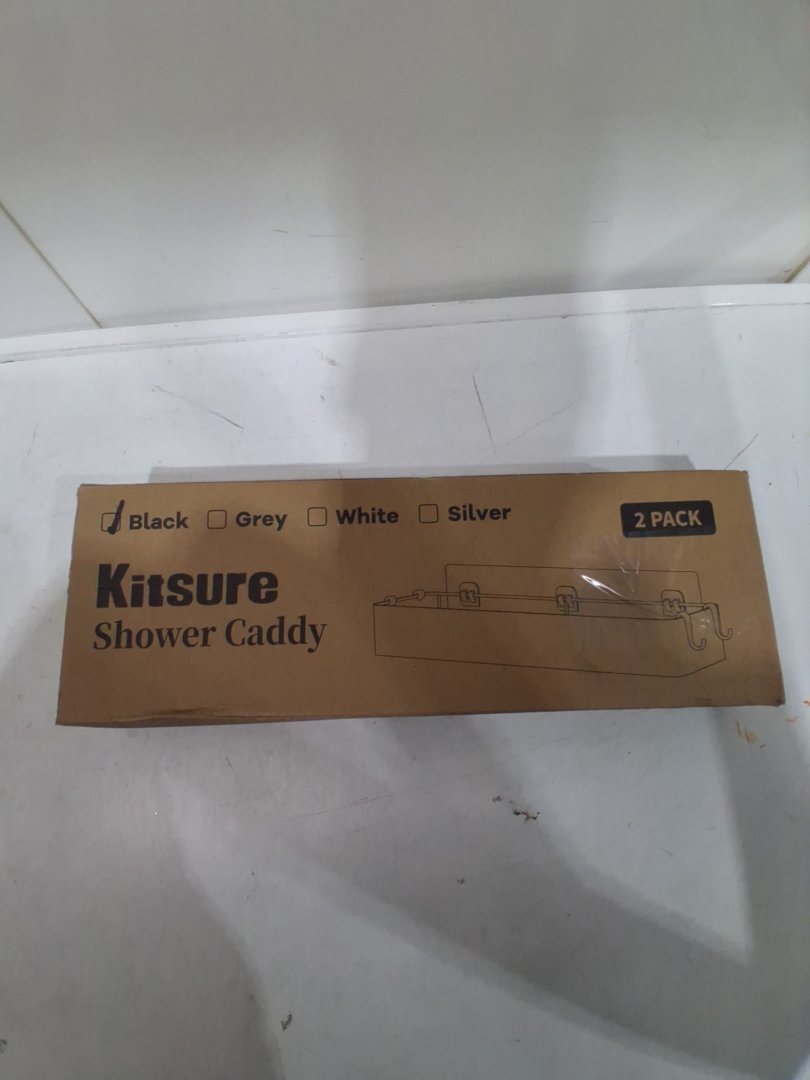 Black Grey White Silver
2 PACK
Kitsure
Shower Caddy